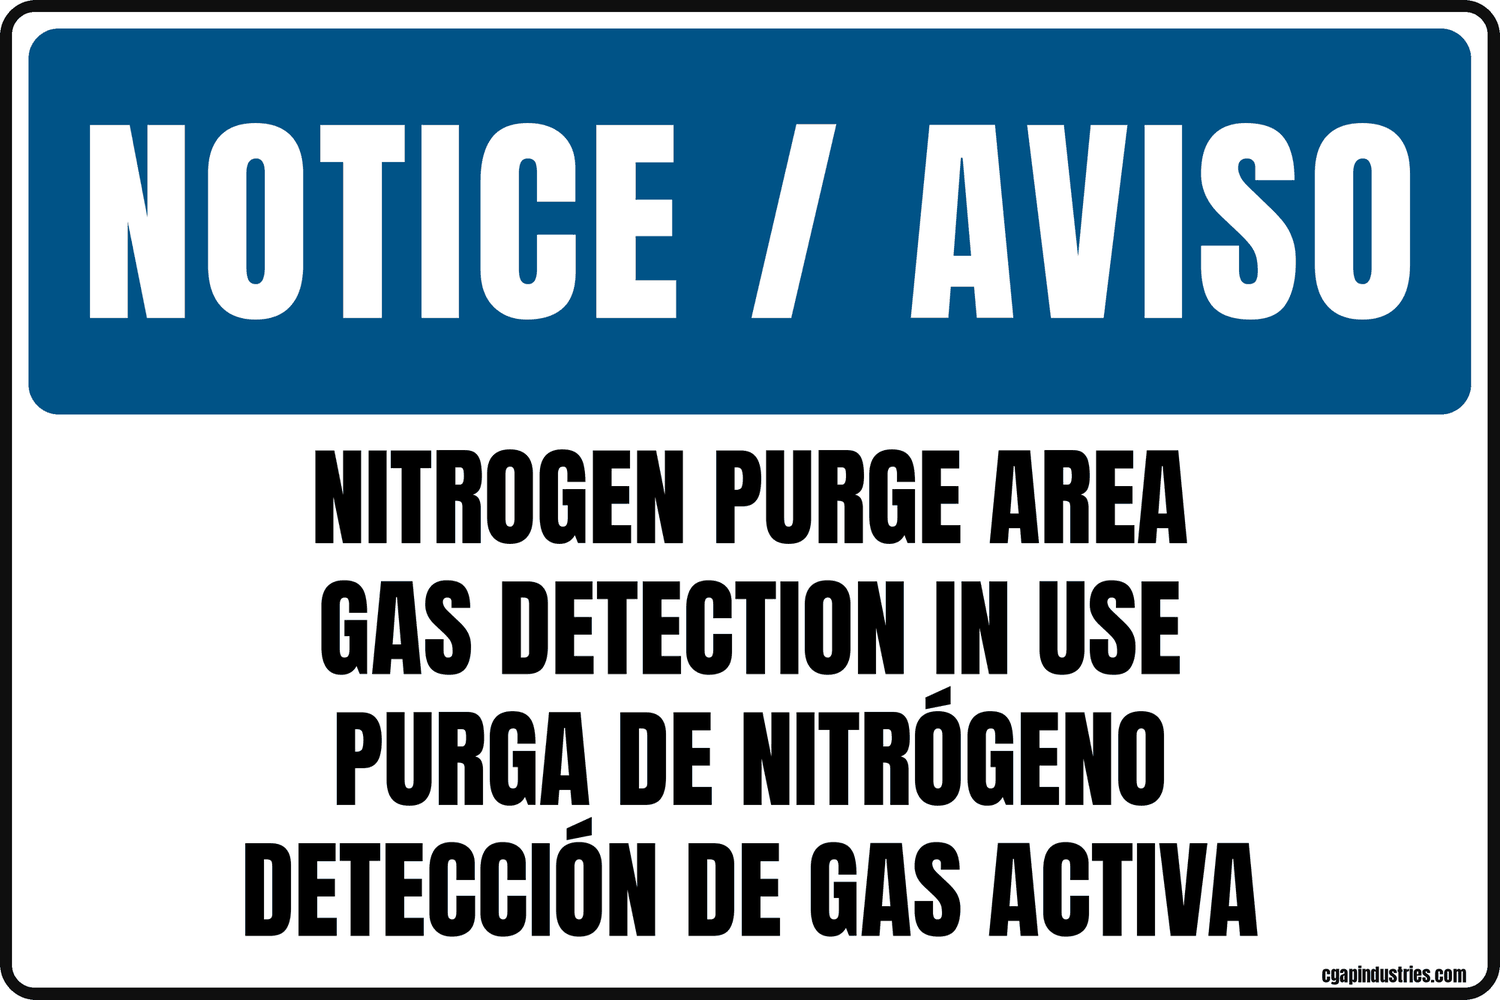 NOTICE / AVISO
NITROGEN PURGE AREA
GAS DETECTION IN USE
PURGA DE NITRÓGENO
DETECCIÓN DE GAS ACTIVA
cgapindustries.com